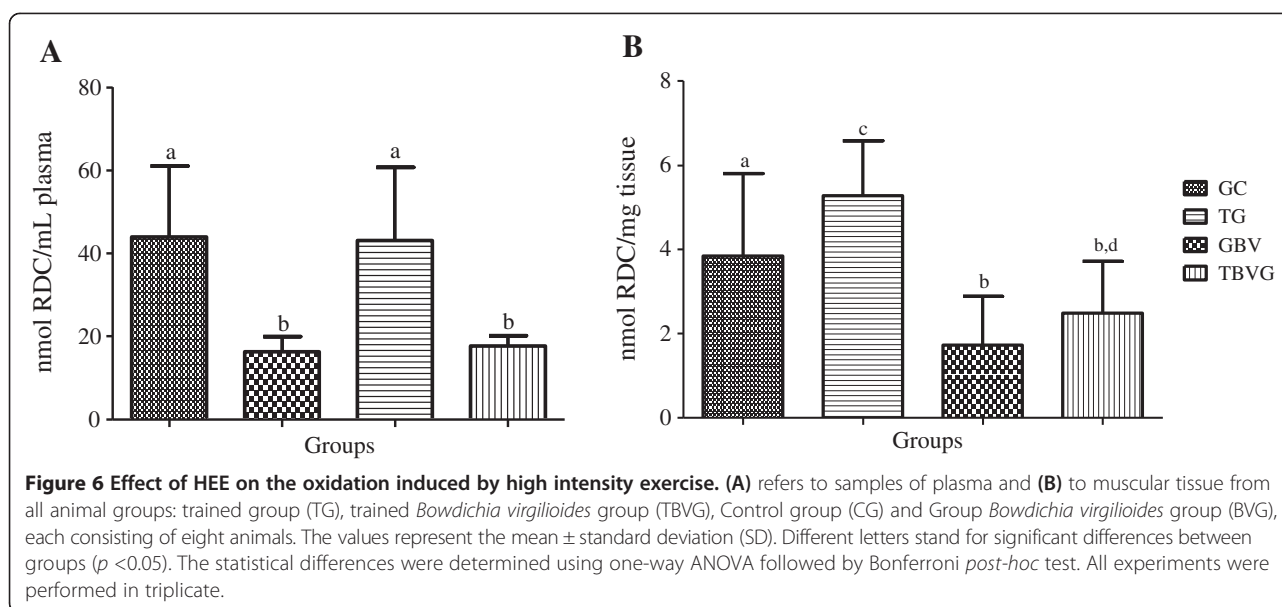 A
80
60
40
20
0
nmol RDC/mL plasma
a
b
a
b
Groups
B
8
6
4
2
0
nmol RDC/mg tissue
a
c
b
b,d
Groups
GC
TG
GBV
TBVG
Figure 6 Effect of HEE on the oxidation induced by high intensity exercise. (A) refers to samples of plasma and (B) to muscular tissue from
all animal groups: trained group (TG), trained Bowdichia virgilioides group (TBVG), Control group (CG) and Group Bowdichia virgilioides group (BVG),
each consisting of eight animals. The values represent the mean ± standard deviation (SD). Different letters stand for significant differences between
groups (p <0.05). The statistical differences were determined using one-way ANOVA followed by Bonferroni post-hoc test. All experiments were
performed in triplicate.